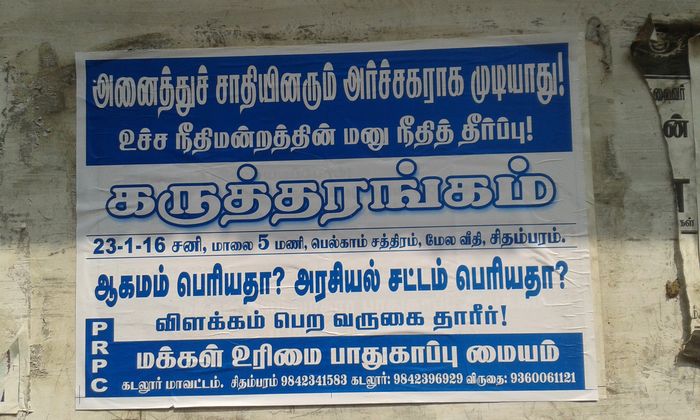 அனைத்துச் சாதியினரும் அர்ச்சகராக முடியாது!
உச்ச நீதிமன்றத்தின் மனு நீதித் தீர்ப்பு!
கருத்தரங்கம்
23-1-16 சனி, மாலை 5 மணி, பெல்காம் சத்திரம், மேல வீதி, சிதம்பரம்.
ஆகமம் பெரியதா? அரசியல் சட்டம் பெரியதா?
விளக்கம் பெற வருகை தாரீர்!
PRPC
மக்கள் உரிமை பாதுகாப்பு மையம்
கடலூர் மாவட்டம். சிதம்பரம் 9842341583 கடலூர்: 9842396929 விருதை: 9360061121